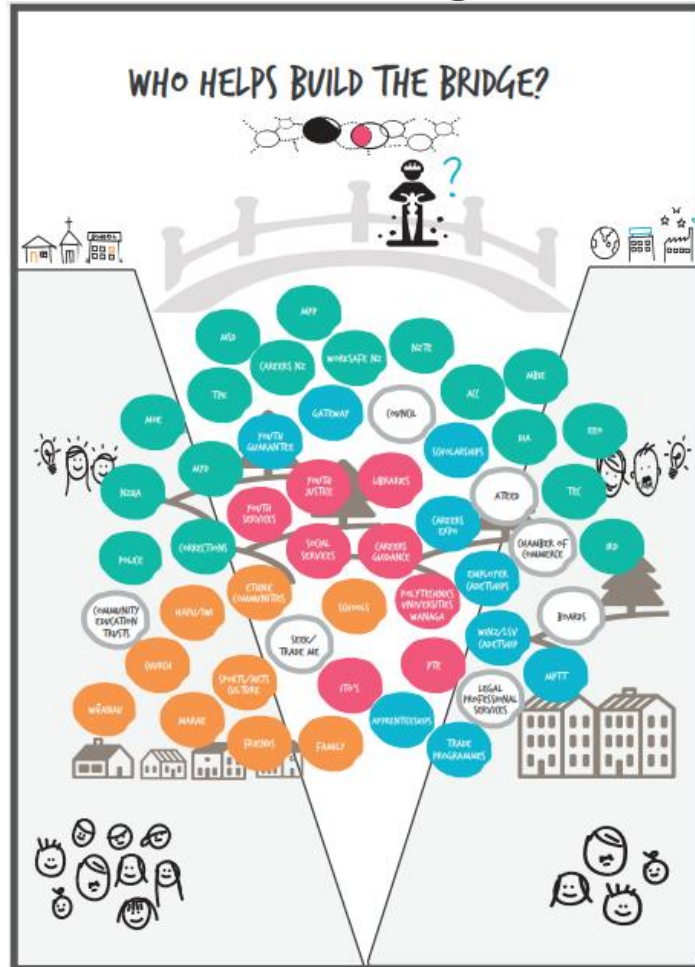 WHO HELPS BUILD THE BRIDGE?
?
SCHOOL
MPP
MSD
NZTE
CAREERS NZ
WORKSAFE NZ
MBIE
TPK
ACC
GATEWAY
COUNCIL
MOE
EEO
YOUTH
GUARANTEE
DIA
SCHOLARSHIPS
MYD
YOUTH
JUSTICE
LIBRARIES
NZQA
ATEED
TEC
YOUTH
SERVICES
CAREERS
EXPO
CORRECTIONS
SOCIAL
SERVICES
CAREERS
GUIDANCE
CHAMBER OF
COMMERCE
IRD
POLICE
EMPLOYER
CADETSHIPS
ETHNIC
COMMUNITIES
POLYTECHNICS
UNIVERSITIES
WANAGA
COMMUNITY
EDUCATION
TRUSTS
HAPU/IWI
SCHOOLS
BOARDS
SEEK/
TRADE ME
WINZ/LSV
CADETSHIP
CHURCH
PTE
MPTT
SPORTS/ARTS
CULTURE
ITO'S
LEGAL
PROFESSIONAL
SERVICES
WHANAU
MARAE
APPRENTICESHIPS
FRIENDS
FAMILY
TRADE
PROGRAMMES